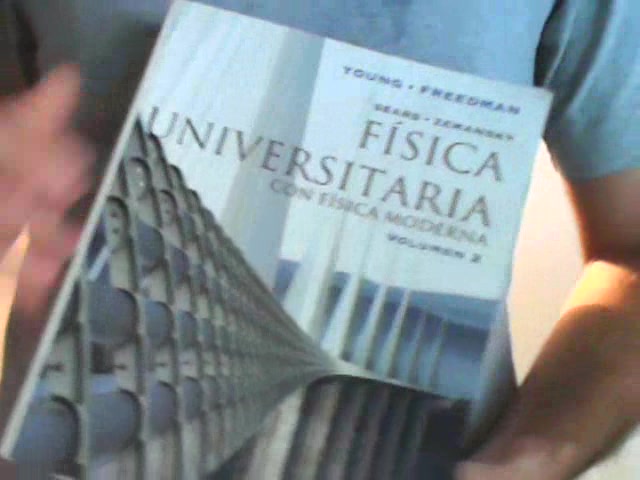 YOUNG • FREEDMAN
SEARS • ZEMANSKY
FÍSICA
UNIVERSITARIA
CON FÍSICA MODERNA
VOLUMEN 2